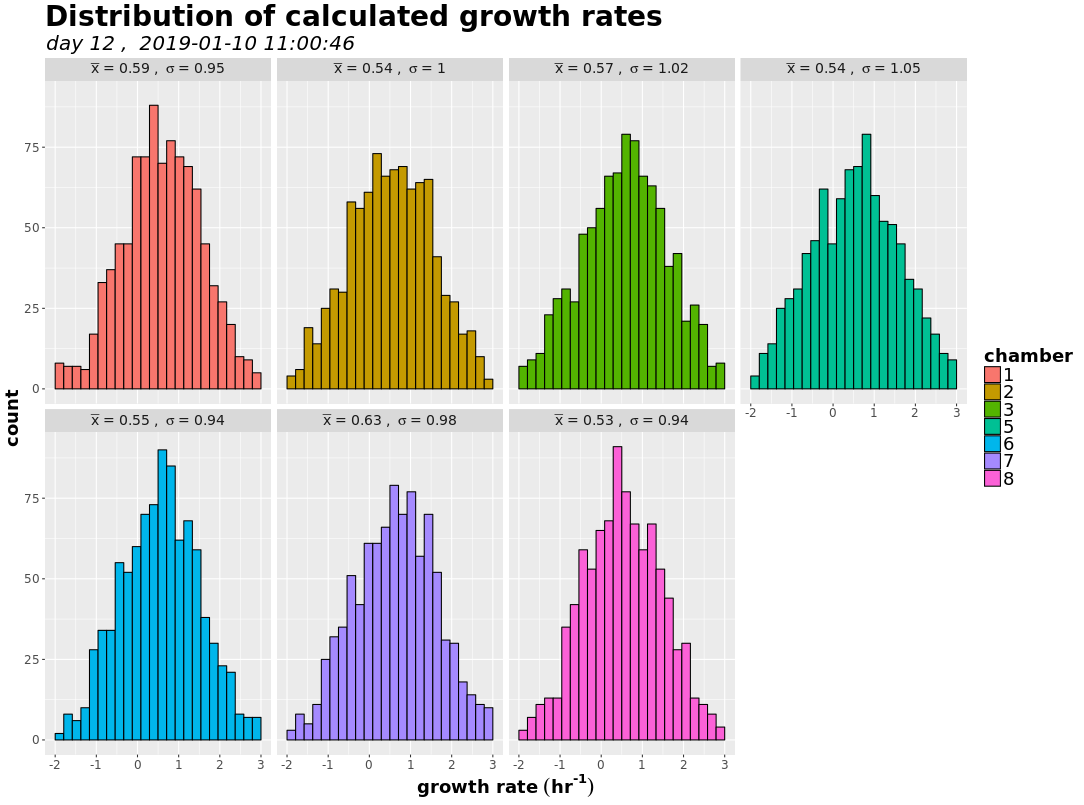 Distribution of calculated growth rates
day 12 ,  2019-01-10 11:00:46
x̅ = 0.59 ,  σ = 0.95
x̅ = 0.54 ,  σ = 1
x̅ = 0.57 ,  σ = 1.02
x̅ = 0.54 ,  σ = 1.05
75
50
25
0
-2 -1 0 1 2 3
x̅ = 0.55 ,  σ = 0.94
x̅ = 0.63 ,  σ = 0.98
x̅ = 0.53 ,  σ = 0.94
75
50
25
0
-2 -1 0 1 2 3
-2 -1 0 1 2 3
-2 -1 0 1 2 3
count
growth rate (hr⁻¹)
chamber
1
2
3
5
6
7
8